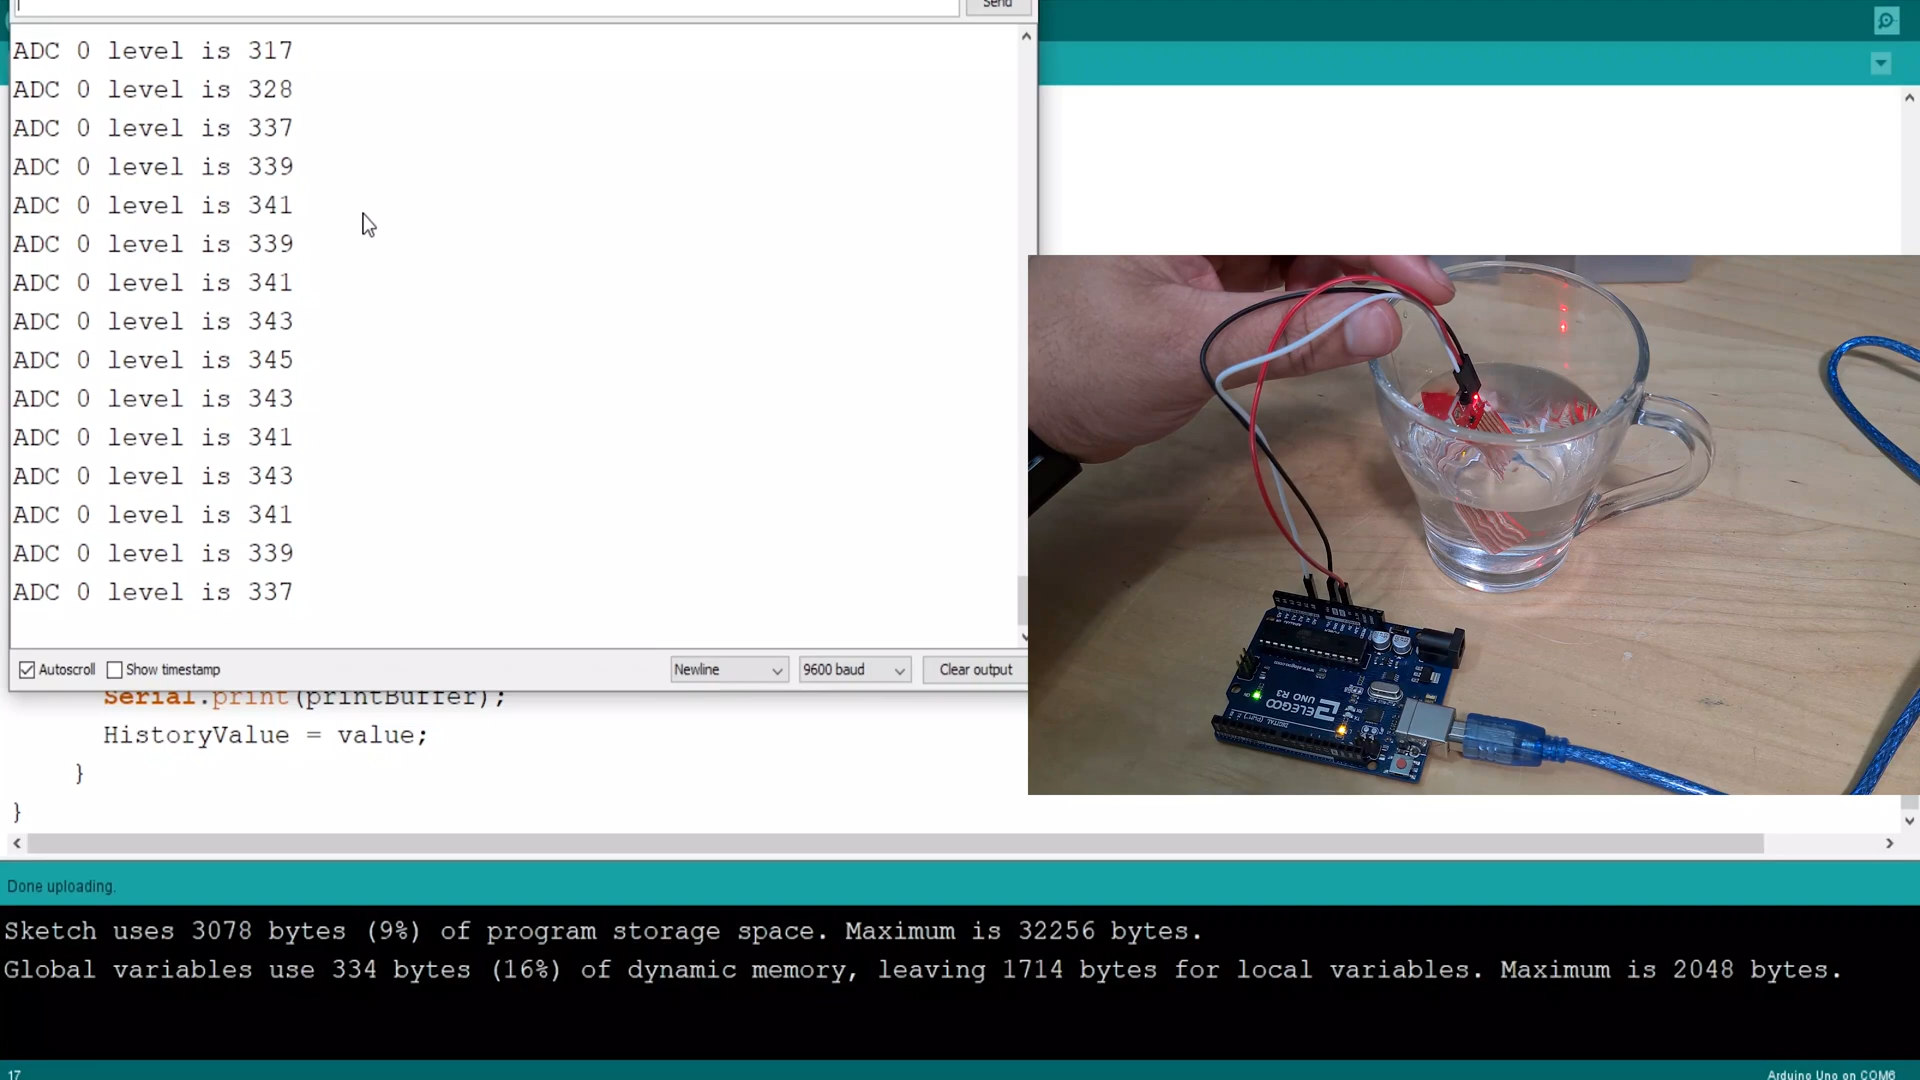 Send
ADC 0 level is 317
ADC 0 level is 328
ADC 0 level is 337
ADC 0 level is 339
ADC 0 level is 341
ADC 0 level is 339
ADC 0 level is 341
ADC 0 level is 343
ADC 0 level is 345
ADC 0 level is 343
ADC 0 level is 341
ADC 0 level is 343
ADC 0 level is 341
ADC 0 level is 339
ADC 0 level is 337
Autoscroll Show timestamp Newline 9600 baud Clear output
Serial.print(printBuffer);
HistoryValue = value;
}
}
ELEGOO
UNO R3
Done uploading.
Sketch uses 3078 bytes (9%) of program storage space. Maximum is 32256 bytes.
Global variables use 334 bytes (16%) of dynamic memory, leaving 1714 bytes for local variables. Maximum is 2048 bytes.
17 Arduino Uno on COM6